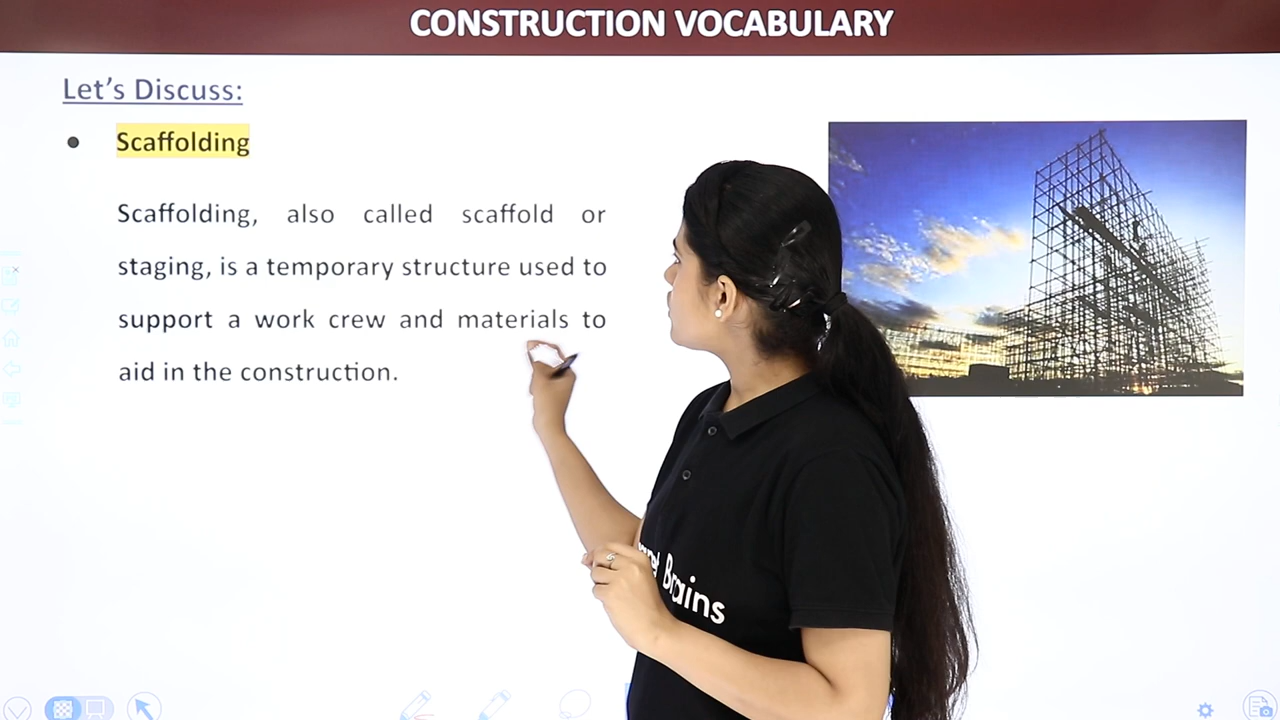 CONSTRUCTION VOCABULARY
Let's Discuss:
Scaffolding
Scaffolding, also called scaffold or
staging, is a temporary structure used to
support a work crew and materials to
aid in the construction.
Brains